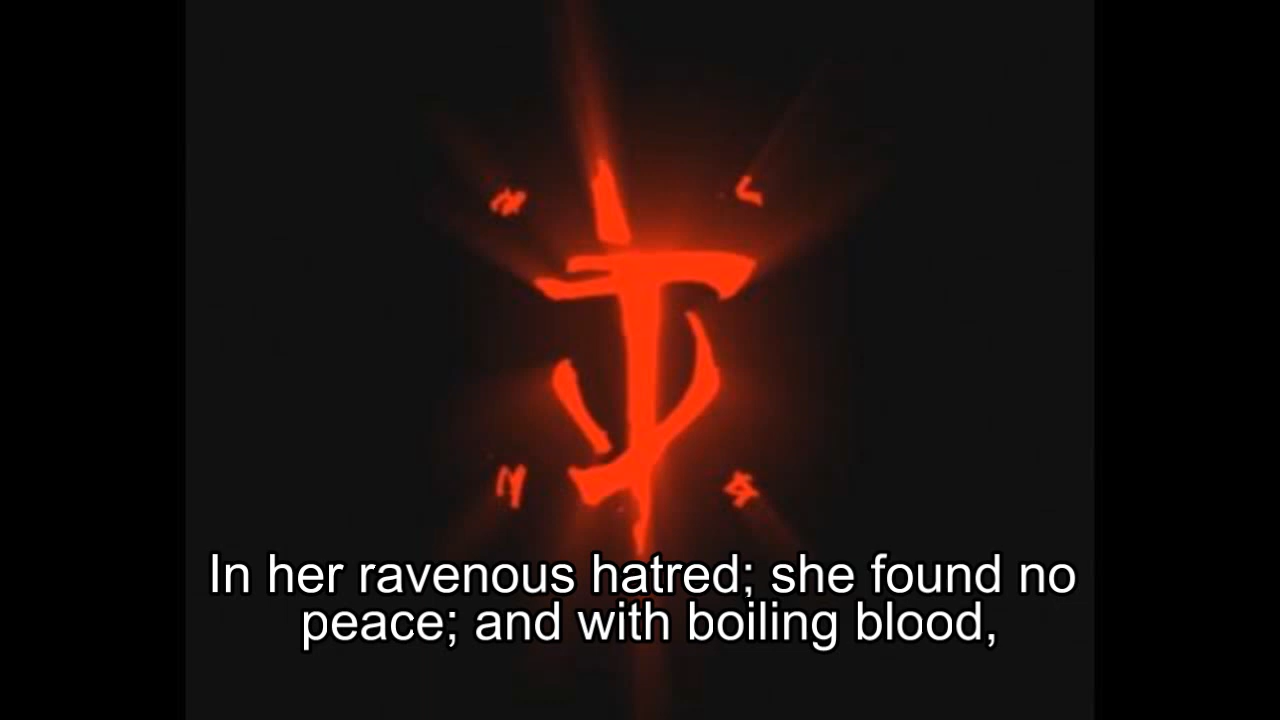 In her ravenous hatred; she found no
peace; and with boiling blood,